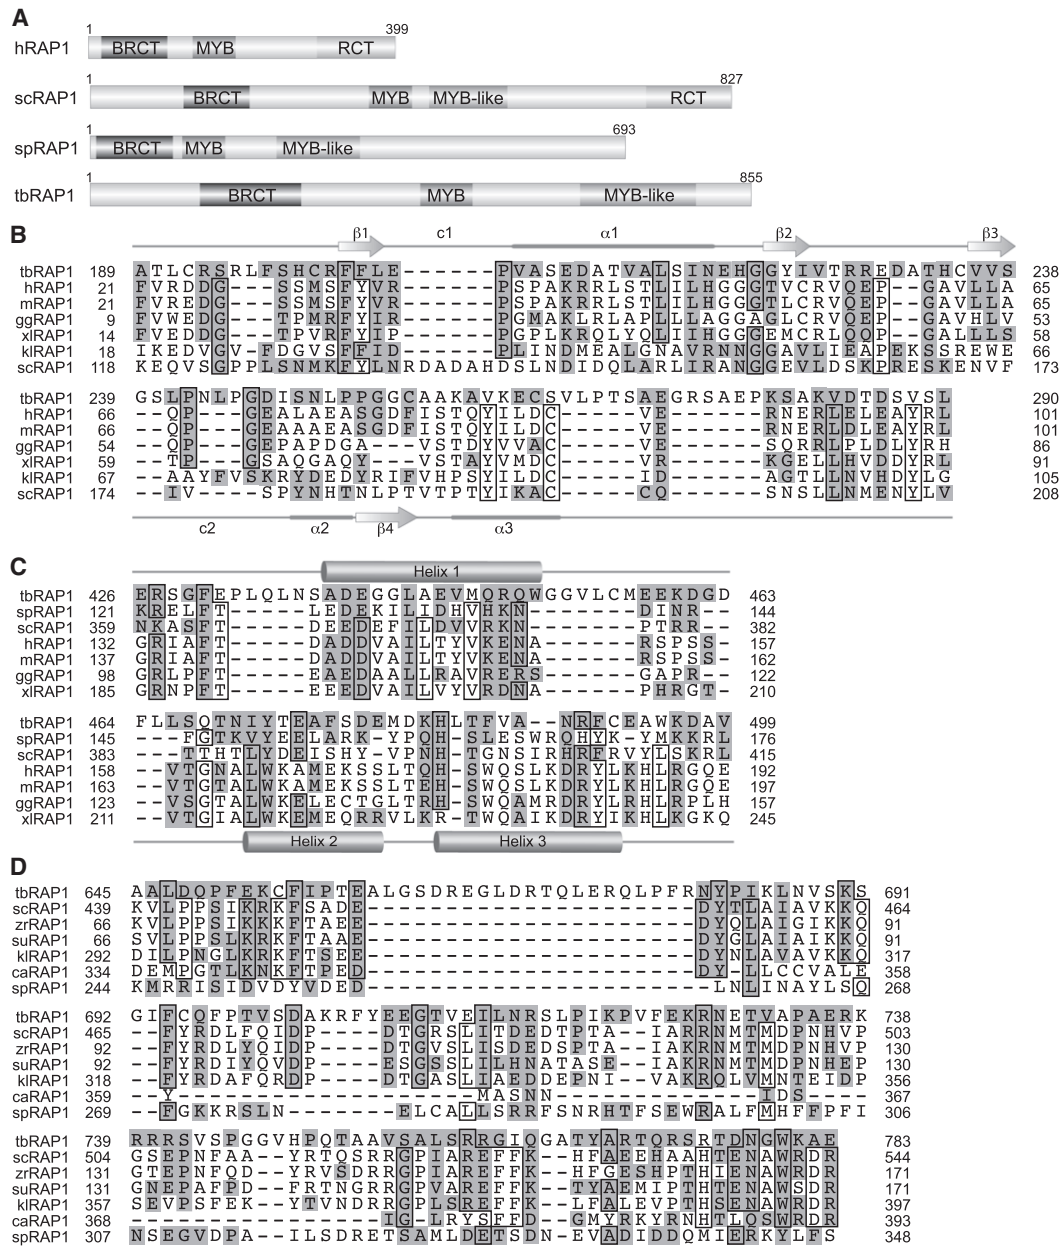 A
1 399
hRAP1 BRCT MYB RCT
1 827
scRAP1 BRCT MYB MYB-like RCT
1 693
spRAP1 BRCT MYB MYB-like
1 855
tbRAP1 BRCT MYB MYB-like
B
β1 c1 α1 β2 β3
tbRAP1 189 ATLCRSRLFSHCRFFLE------PVASEDATVALSINEHGGYIVTRREDATHCVVS 238
hRAP1 21 FVRDDG--SSMSFYVR------PSPAKRRLSTLILHGGGTVCRVQEP--GAVLLA 65
mRAP1 21 FVRDDG--SSMSFYVR------PSPAKRRLSTLILHGGGTVCRVQEP--GAVLLA 65
ggRAP1 9 FVWEDG--TPMRFYLR------PGMAKLRLAPLLLAGGAGLCRVQEP--GAVHLV 53
xlRAP1 14 FVEDDG--TPVRFYIP------PGPLKRQLYQLIIHGGGEMCRLQQP--GALLLS 58
klRAP1 18 IKEDVGV-FDGVSFFID------PLINDMEALGNAVRNNGGAVLIEAPEKSSREWE 66
scRAP1 118 KEQVSGPPLSNMKFYLNRDADAHDSLNDIDQLARLIRANGGEVLDSKPRESKENVF 173
tbRAP1 239 GSLPNLPGDISNLPPGGCAAKAVKECSVLPTSAEGRSAEPKSAKVDTDSVSL 290
hRAP1 66 --QP---GEALAEASGDFISTQYILDC-----VE-----RNERLELEAYRL 101
mRAP1 66 --QP---GEAAAEASGDFISTQYILDC-----VE-----RNERLDLEAYRL 101
ggRAP1 54 --QP---GEPAPDGA--VSTDYVVAC-----VE-----SQRRLPLDLYRH 86
xlRAP1 59 --TP---GSAQGAQY--VSTAYVMDC-----VR-----KGELLHVDDYRL 91
klRAP1 67 --AAYFVSKRYDEDYRIFVHPSYILDC-----ID-----AGTLLDVTDYQL 105
scRAP1 174 --IV----SPYNHTNLPTVTPTYIKAC-----CQ-----SNSLLNMENYLG 208
c2 α2 β4 α3
C
Helix 1
tbRAP1 426 ERSGFEPLQLNSADEGGLAEVMQRQWGGVLCMEEKDGD 463
spRAP1 121 KRELFT------LEDEKILIDHVHKN-------DINR-- 144
scRAP1 359 NKASFT------DEEDEFILDVVRKN-------PTRR-- 382
hRAP1 132 GRIAFT------DADDVAILTYVKENA------RSPSS- 157
mRAP1 137 GRIAFT------DADDVAILTYVKENA------RSPSS- 162
ggRAP1 98 GRLPFT------AEEDAALLRAVRERS------GAPR-- 122
xlRAP1 185 GRNPFT------EEEDVAILVYVRDNA------PHRGT- 210
tbRAP1 464 FLLSQTNIYTEAFSDEMDKHLTFVA--NRFCEAWKDAV 499
spRAP1 145 ---FGTKVYEELARK-YPQH-SLESWRQHYK-YMKKRL 176
scRAP1 383 ---TTHTLYDEISHY-VPNH-TGNSIRHRFRVYLSKRL 415
hRAP1 158 --VTGNALWKAMEKSSLTQH-SWQSLKDRYLKHLRGQE 192
mRAP1 163 --VTGTALWKAMEKSSLTEH-SWQSLKDRYLKHLRGQE 197
ggRAP1 123 --VSGTALWKELECTGLTRH-SWQAMRDRYLRHLRPLH 157
xlRAP1 211 --VTGIALWKEMEQRRVLKR-TWQAIKDRYIKHLKGKQ 245
Helix 2 Helix 3
D
tbRAP1 645 AALDQPFEKCFIPTEALGSDREGLDRTQLERQLPFRNYPIKLNVSKS 691
scRAP1 439 KVLPPSIKRKFSADE---------------------DYTLAIAVKKQ 464
zrRAP1 66 KVLPPSIKKKFTAEE---------------------DYQLAIGIKKQ 91
suRAP1 66 SVLPPSLKRKFTAAE---------------------DYGLAIAIKKQ 91
klRAP1 292 DILPNGLKRKFTSEE---------------------DYNLAVAVKKQ 317
caRAP1 334 DEMPGTLKNKFTPED---------------------DY-LLCCVALE 358
spRAP1 244 KMRRISIDVDYVDED----------------------LNLINAYLSQ 268
tbRAP1 692 GIFCQFPTVSDAKRFYEEGTVEILNRSLPIKPVFEKRNETVAPAERK 738
scRAP1 465 --FYRDLFQIDP----DTGRSLITDEDTPTA--IARRNMTMDPNHVP 503
zrRAP1 92 --FYRDLYQIDP----DTGVSLISDEDSPTA--IAKRNMTMDPNHVP 130
suRAP1 92 --FYRDIYQVDP----ESGSSLILHNATASE--IAKRNMTMDPNHEP 130
klRAP1 318 --FYRDAFQRDP----DTGASLIAEDDEPNI--VAKRQLVMNTEIDP 356
caRAP1 359 --Y-------------------MASNN-------------IDS---- 367
spRAP1 269 --FGKKRSLN-------ELCALLSRRFSNRHTFSEWRALFMHFFPFI 306
tbRAP1 739 RRRSVSPGGVHPQTAAVSALSRRGIQGATYARTQRSRTDNGWKAE 783
scRAP1 504 GSEPNFAA--YRTQSRRGPIAREFFK--HFAEEHAAHTENAWRDR 544
zrRAP1 131 GTEPNFQD--YRVSDRRGPIAREFFK--HFGESHPTHIENAWRDR 171
suRAP1 131 GNEPAFPD--FRTNGRRGPVAREFFK--TYAEMIPTHTENAWSDR 171
klRAP1 357 SEVPSFEK--YTVNDRRGPLSREFFK--LFALEVPTHSENAWRDR 397
caRAP1 368 -----------------IG-LRYSFFD--GMYRKYRNHTLQSWRDR 393
spRAP1 307 NSEGVDPA--ILSDRETSAMLDETSDN-EVADIDDQMIERKYLFS 348